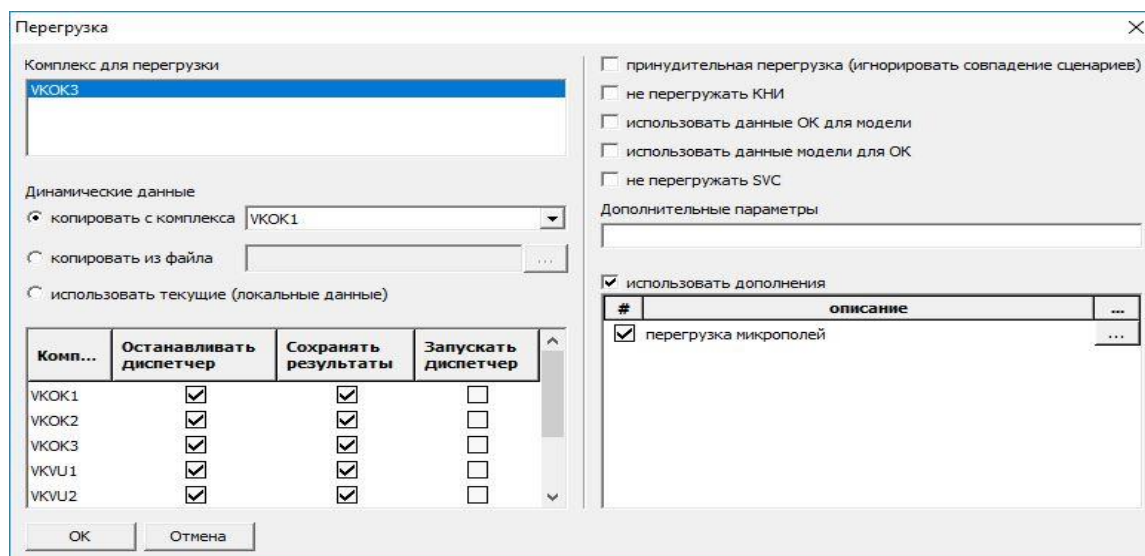 Перегрузка
Комплекс для перегрузки
VKOK3
Динамические данные
копировать с комплекса VKOK1
копировать из файла ...
использовать текущие (локальные данные)
Комп... Останавливать диспетчер Сохранять результаты Запускать диспетчер
VKOK1
VKOK2
VKOK3
VKVU1
VKVU2
OK Отмена
принудительная перегрузка (игнорировать совпадение сценариев)
не перегружать КНИ
использовать данные ОК для модели
использовать данные модели для ОК
не перегружать SVC
Дополнительные параметры
использовать дополнения
# описание ...
перегрузка микрополей ...